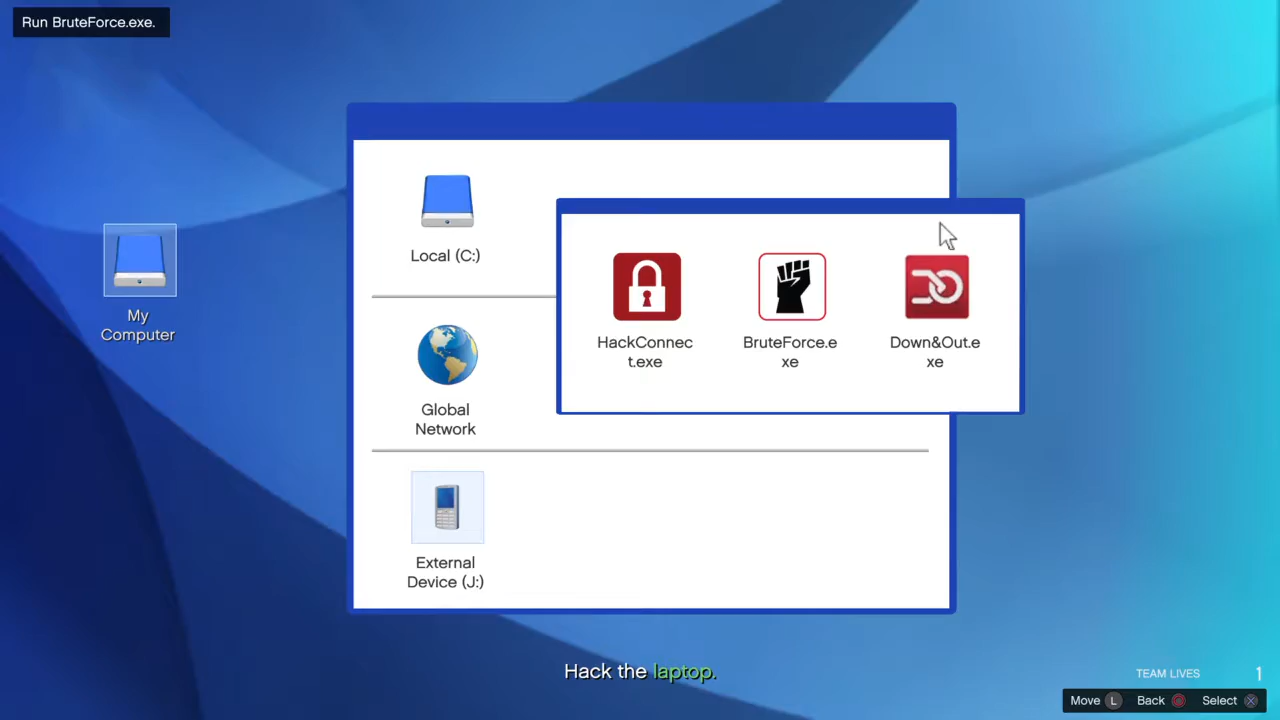 Run BruteForce.exe.
Local (C:)
HackConnec
t.exe
BruteForce.e
xe
Down&Out.e
xe
My
Computer
Global
Network
External
Device (J:)
Hack the laptop.
TEAM LIVES 1
Move L Back Select